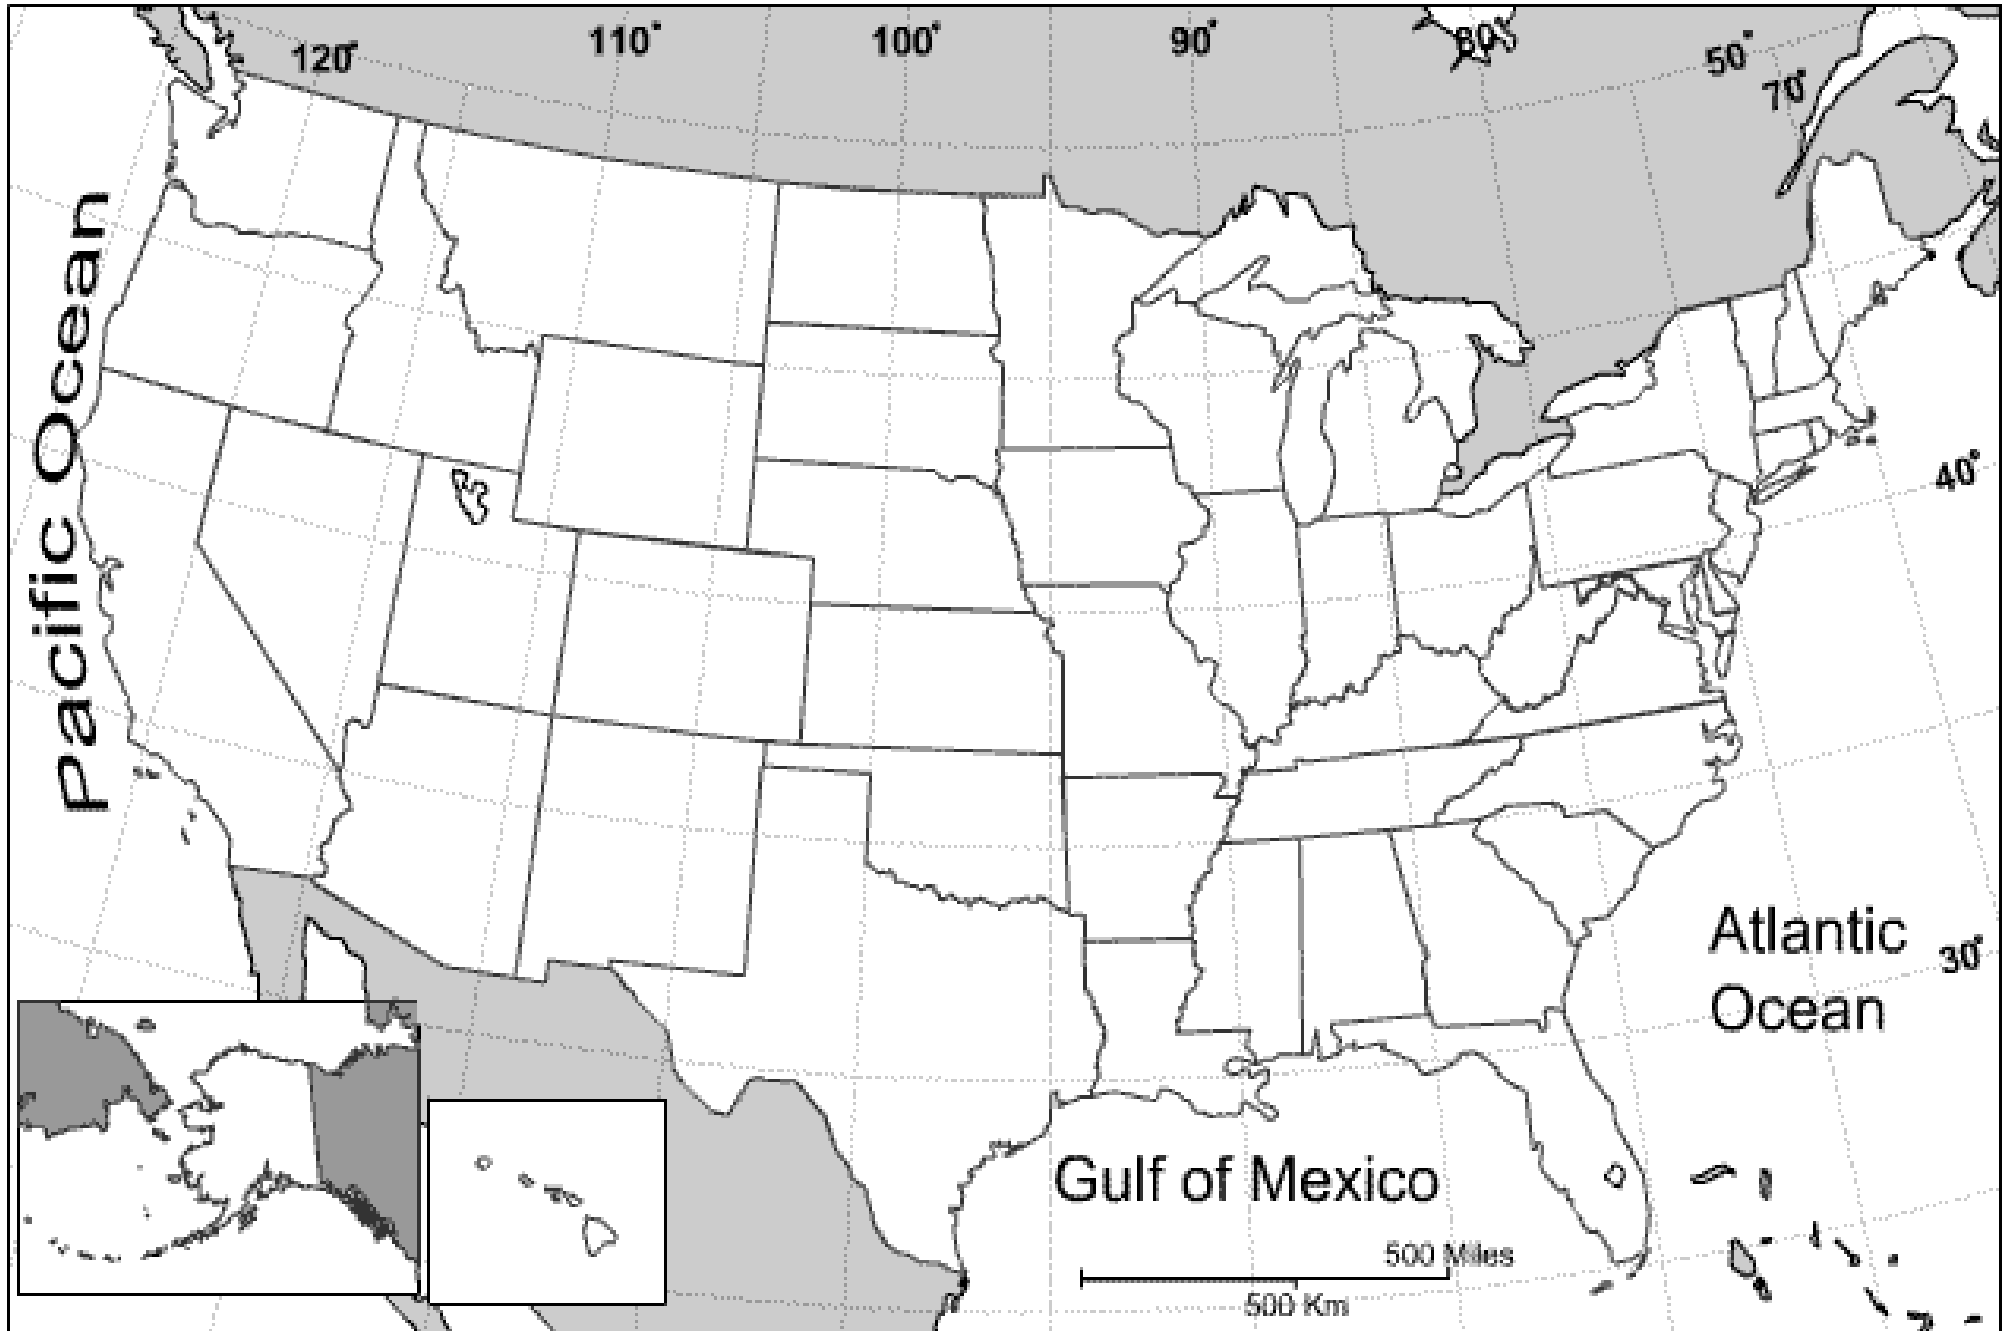 120°
110°
100°
90°
80°
50°
70°
Pacific Ocean
40°
Atlantic
Ocean
30°
Gulf of Mexico
500 Miles
500 Km